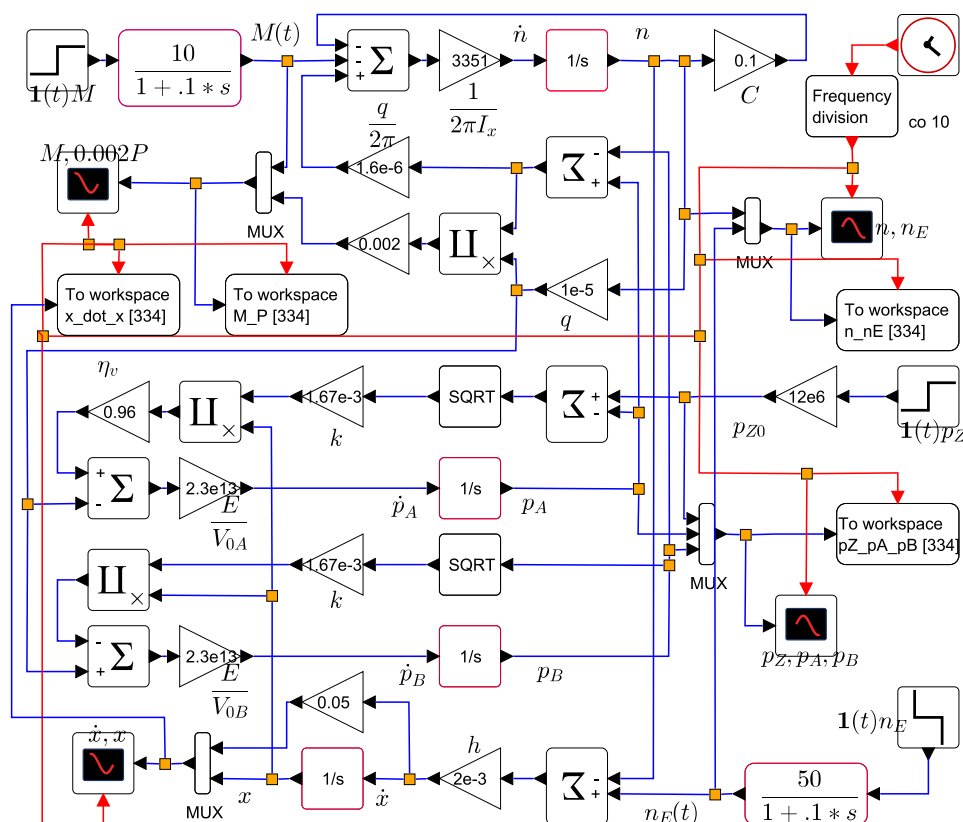 M(t)
ṅ
n
10
1 + .1 * s
-
-
+
Σ
3351
1/s
0.1
1(t)M
q
2π
1
2πI_x
C
Frequency
division
co 10
M, 0.002P
1.6e-6
Σ
-
+
MUX
0.002
∐
×
MUX
n, n_E
To workspace
x_dot_x [334]
To workspace
M_P [334]
1e-5
q
To workspace
n_nE [334]
η_v
0.96
∐
×
1.67e-3
SQRT
Σ
+
-
12e6
k
p_Z0
1(t)p_Z
+
-
Σ
2.3e13
E
V_0A
ṗ_A
1/s
p_A
To workspace
pZ_pA_pB [334]
∐
×
1.67e-3
SQRT
MUX
k
-
+
Σ
2.3e13
E
V_0B
ṗ_B
1/s
p_B
p_Z, p_A, p_B
0.05
1(t)n_E
ẋ, x
h
MUX
x
1/s
ẋ
2e-3
Σ
-
+
n_E(t)
50
1 + .1 * s